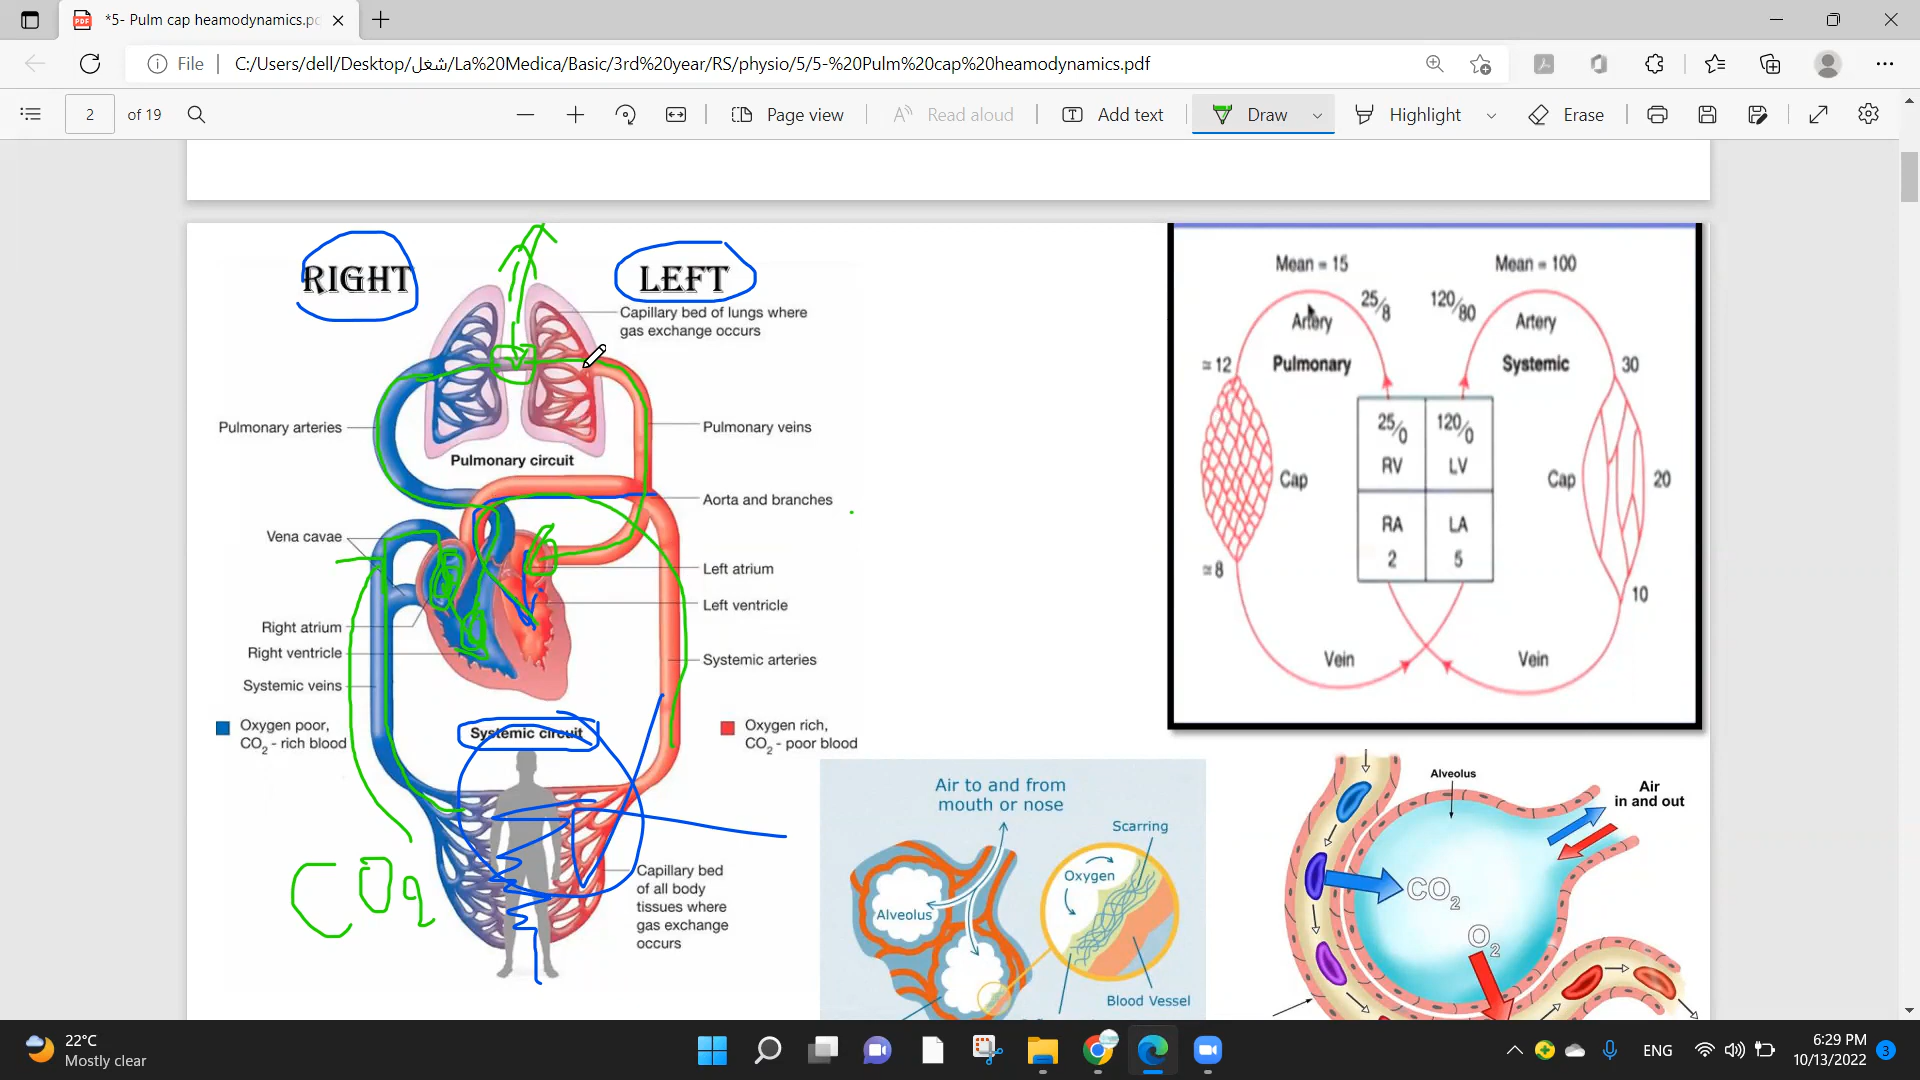 *5- Pulm cap heamodynamics.pd
File
C:/Users/dell/Desktop/شغل/La%20Medica/Basic/3rd%20year/RS/physio/5/5-%20Pulm%20cap%20heamodynamics.pdf
2 of 19
Page view
Read aloud
Add text
Draw
Highlight
Erase
RIGHT
LEFT
Capillary bed of lungs where
gas exchange occurs
Pulmonary arteries
Pulmonary veins
Pulmonary circuit
Aorta and branches
Vena cavae
Left atrium
Left ventricle
Right atrium
Right ventricle
Systemic arteries
Systemic veins
Oxygen poor,
CO2 - rich blood
Systemic circuit
Oxygen rich,
CO2 - poor blood
CO2
Capillary bed
of all body
tissues where
gas exchange
occurs
Mean = 15
Mean = 100
25/8
120/80
Artery
Artery
≃12
Pulmonary
Systemic
30
25/0
120/0
RV
LV
Cap
Cap
20
RA
LA
2
5
≃8
10
Vein
Vein
Air to and from
mouth or nose
Scarring
Oxygen
Alveolus
Blood Vessel
Alveolus
Air
in and out
CO2
O2
22°C
Mostly clear
ENG
6:29 PM
10/13/2022
3